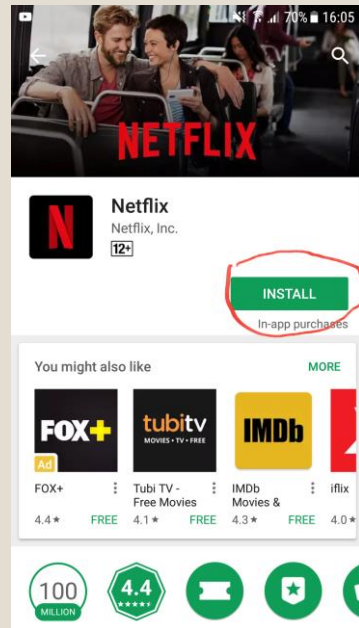 70% 16:05
NETFLIX
N
Netflix
Netflix, Inc.
12+
INSTALL
In-app purchases
You might also like
MORE
FOX+
Ad
tubitv
MOVIES • TV • FREE
IMDb
FOX+
4.4★ FREE
Tubi TV -
Free Movies
4.1★ FREE
IMDb
Movies &
4.3★ FREE
iflix
4.0★
100
MILLION
4.4